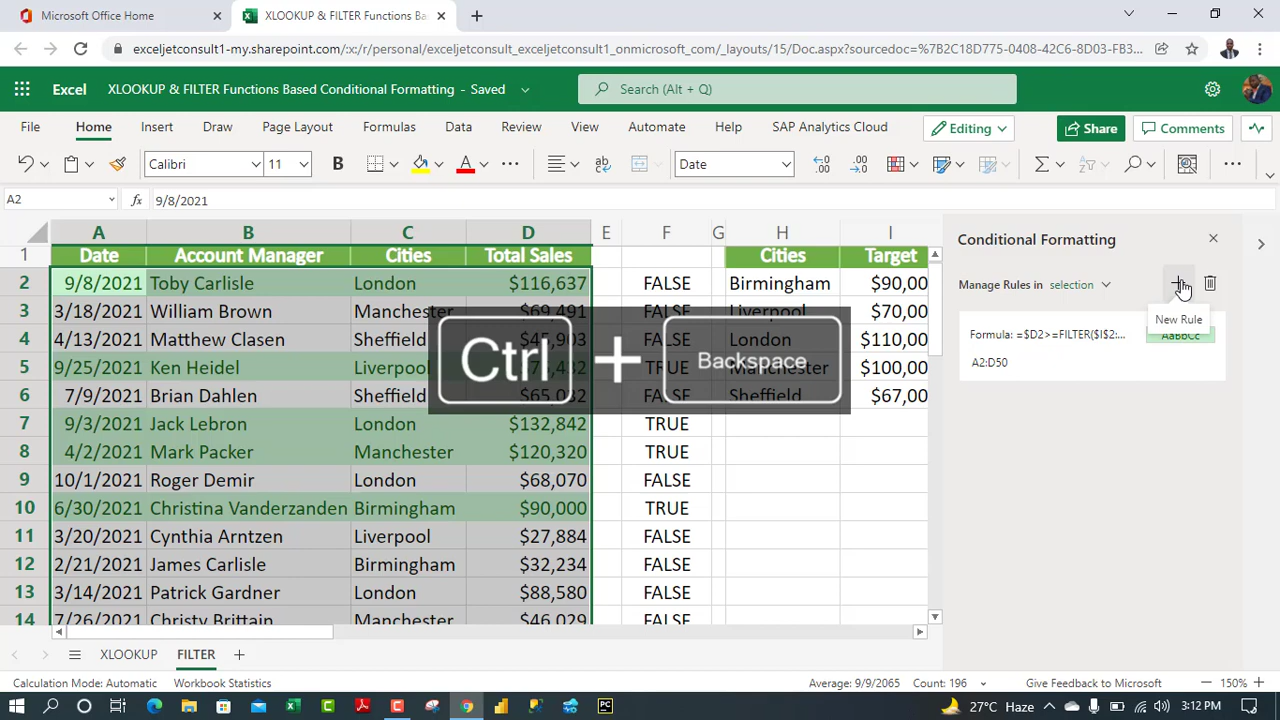 Microsoft Office Home
XLOOKUP & FILTER Functions Ba
exceljetconsult1-my.sharepoint.com/:x:/r/personal/exceljetconsult_exceljetconsult1_onmicrosoft_com/_layouts/15/Doc.aspx?sourcedoc=%7B2C18D775-0408-42C6-8D03-FB3...
Excel
XLOOKUP & FILTER Functions Based Conditional Formatting - Saved
Search (Alt + Q)
File Home Insert Draw Page Layout Formulas Data Review View Automate Help SAP Analytics Cloud
Editing
Share
Comments
Calibri 11 B A Date
A2
fx 9/8/2021
A B C D E F G H I
1 Date Account Manager Cities Total Sales Cities Target
2 9/8/2021 Toby Carlisle London $116,637 FALSE Birmingham $90,00
3 3/18/2021 William Brown Manchester $69,491 FALSE Liverpool $70,00
4 4/13/2021 Matthew Clasen Sheffield $45,903 FALSE London $110,00
5 9/25/2021 Ken Heidel Liverpool FALSE Manchester $100,00
6 7/9/2021 Brian Dahlen Sheffield $65,032 FALSE Sheffield $67,00
7 9/3/2021 Jack Lebron London $132,842 TRUE
8 4/2/2021 Mark Packer Manchester $120,320 TRUE
9 10/1/2021 Roger Demir London $68,070 FALSE
10 6/30/2021 Christina Vanderzanden Birmingham $90,000 TRUE
11 3/20/2021 Cynthia Arntzen Liverpool $27,884 FALSE
12 2/21/2021 James Carlisle Birmingham $32,234 FALSE
13 3/14/2021 Patrick Gardner London $88,580 FALSE
14 7/26/2021 Christy Brittain Manchester $46,029 FALSE
Ctrl + Backspace
Conditional Formatting
Manage Rules in selection
New Rule
Formula: =$D2>=FILTER($I$2:...
AaBbCc
A2:D50
XLOOKUP FILTER
Calculation Mode: Automatic Workbook Statistics Average: 9/9/2065 Count: 196 Give Feedback to Microsoft 150%
27°C Haze 3:12 PM